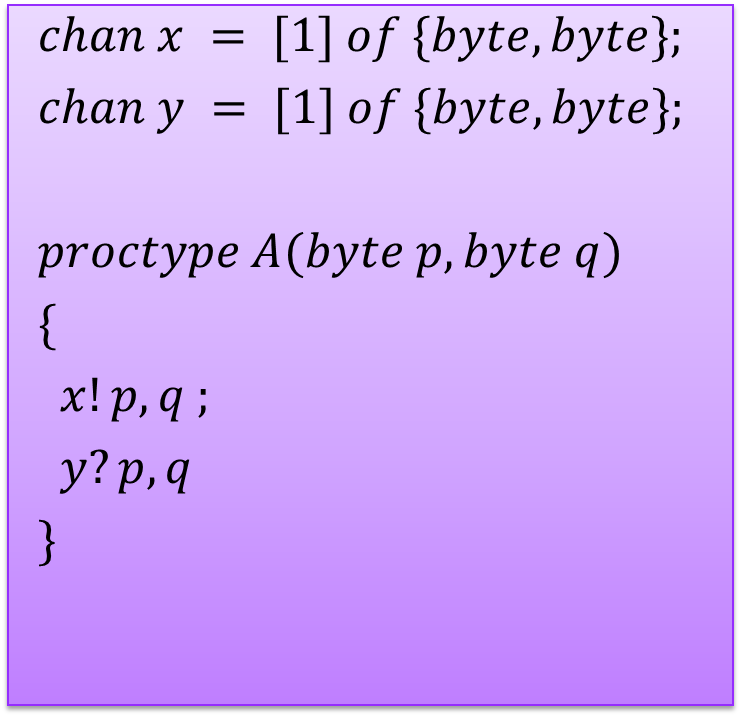 chan x = [1] of {byte, byte};
chan y = [1] of {byte, byte};
proctype A(byte p, byte q)
{
x! p, q ;
y? p, q
}